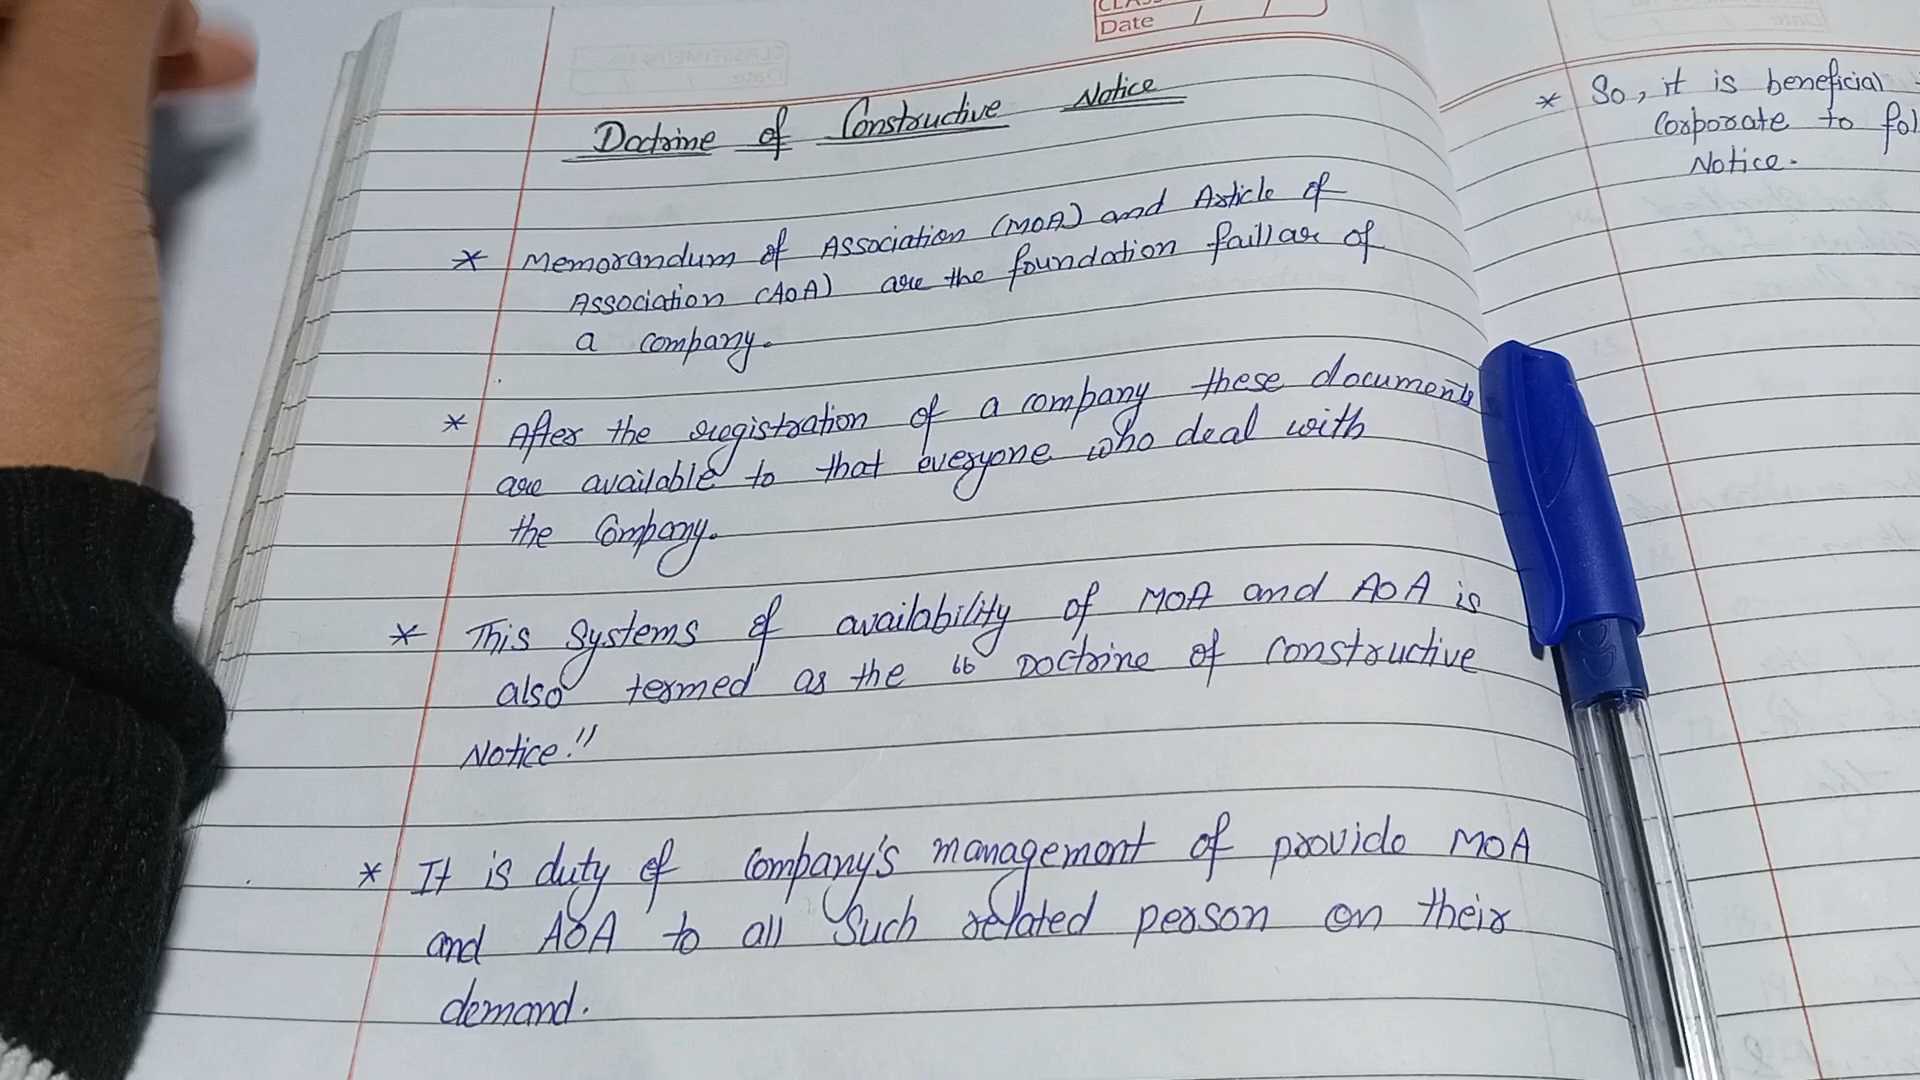 Date / /
Doctrine of Constructive Notice
* Memorandum of Association (MOA) and Article of
Association (AOA) are the foundation faillar of
a company.
* After the registration of a company these documents
are available to that everyone who deal with
the Company.
* This Systems of availability of MOA and AOA is
also termed as the " Doctrine of constructive
Notice!!
* It is duty of Company's management of provide MOA
and AOA to all Such related person on their
demand.
* So, it is beneficial
Corporate to fol
Notice.